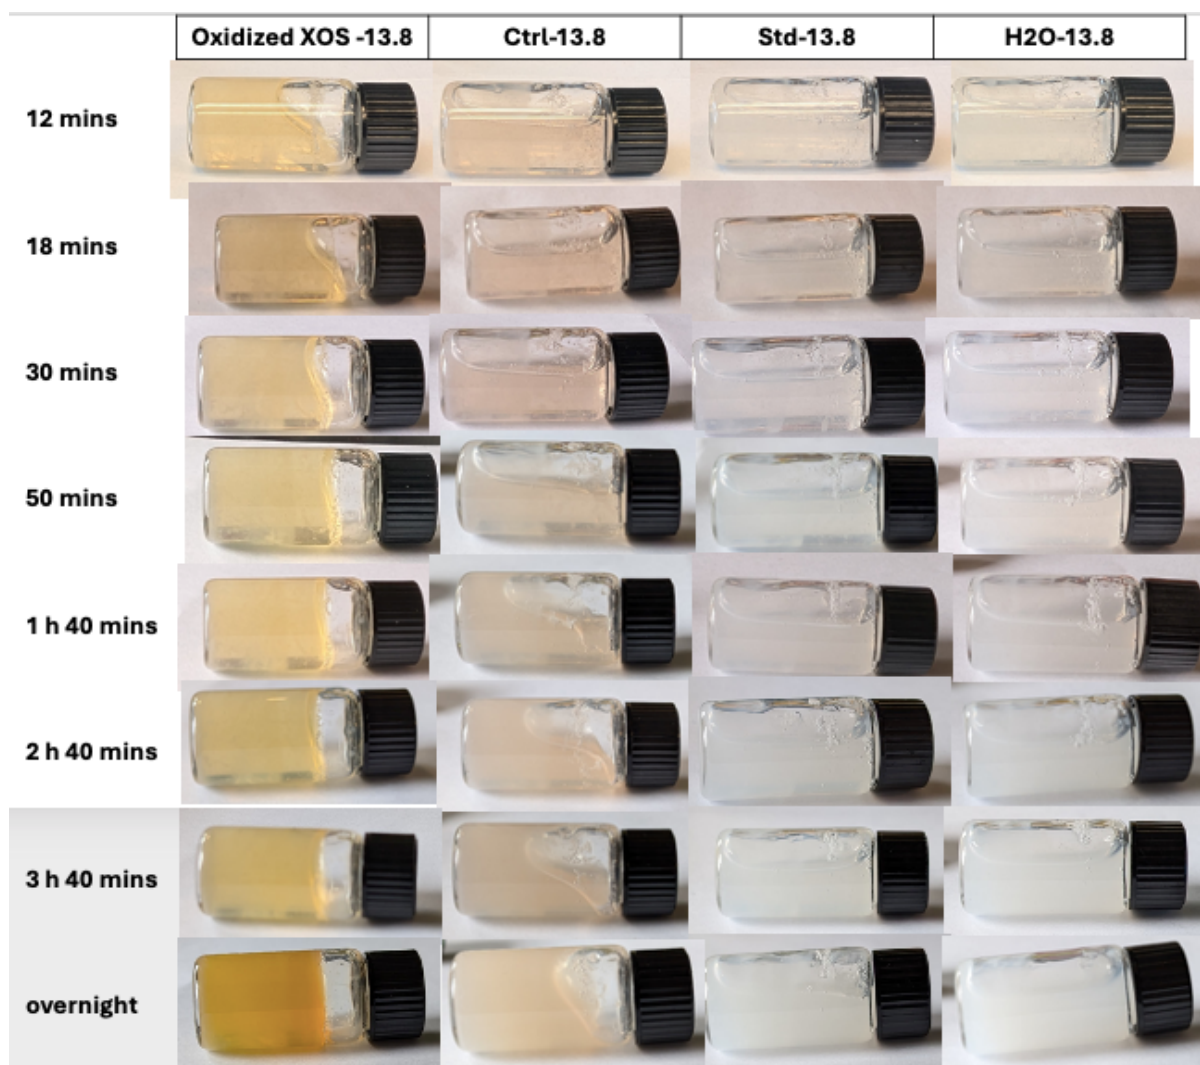 Oxidized XOS -13.8 Ctrl-13.8 Std-13.8 H2O-13.8
12 mins
18 mins
30 mins
50 mins
1 h 40 mins
2 h 40 mins
3 h 40 mins
overnight